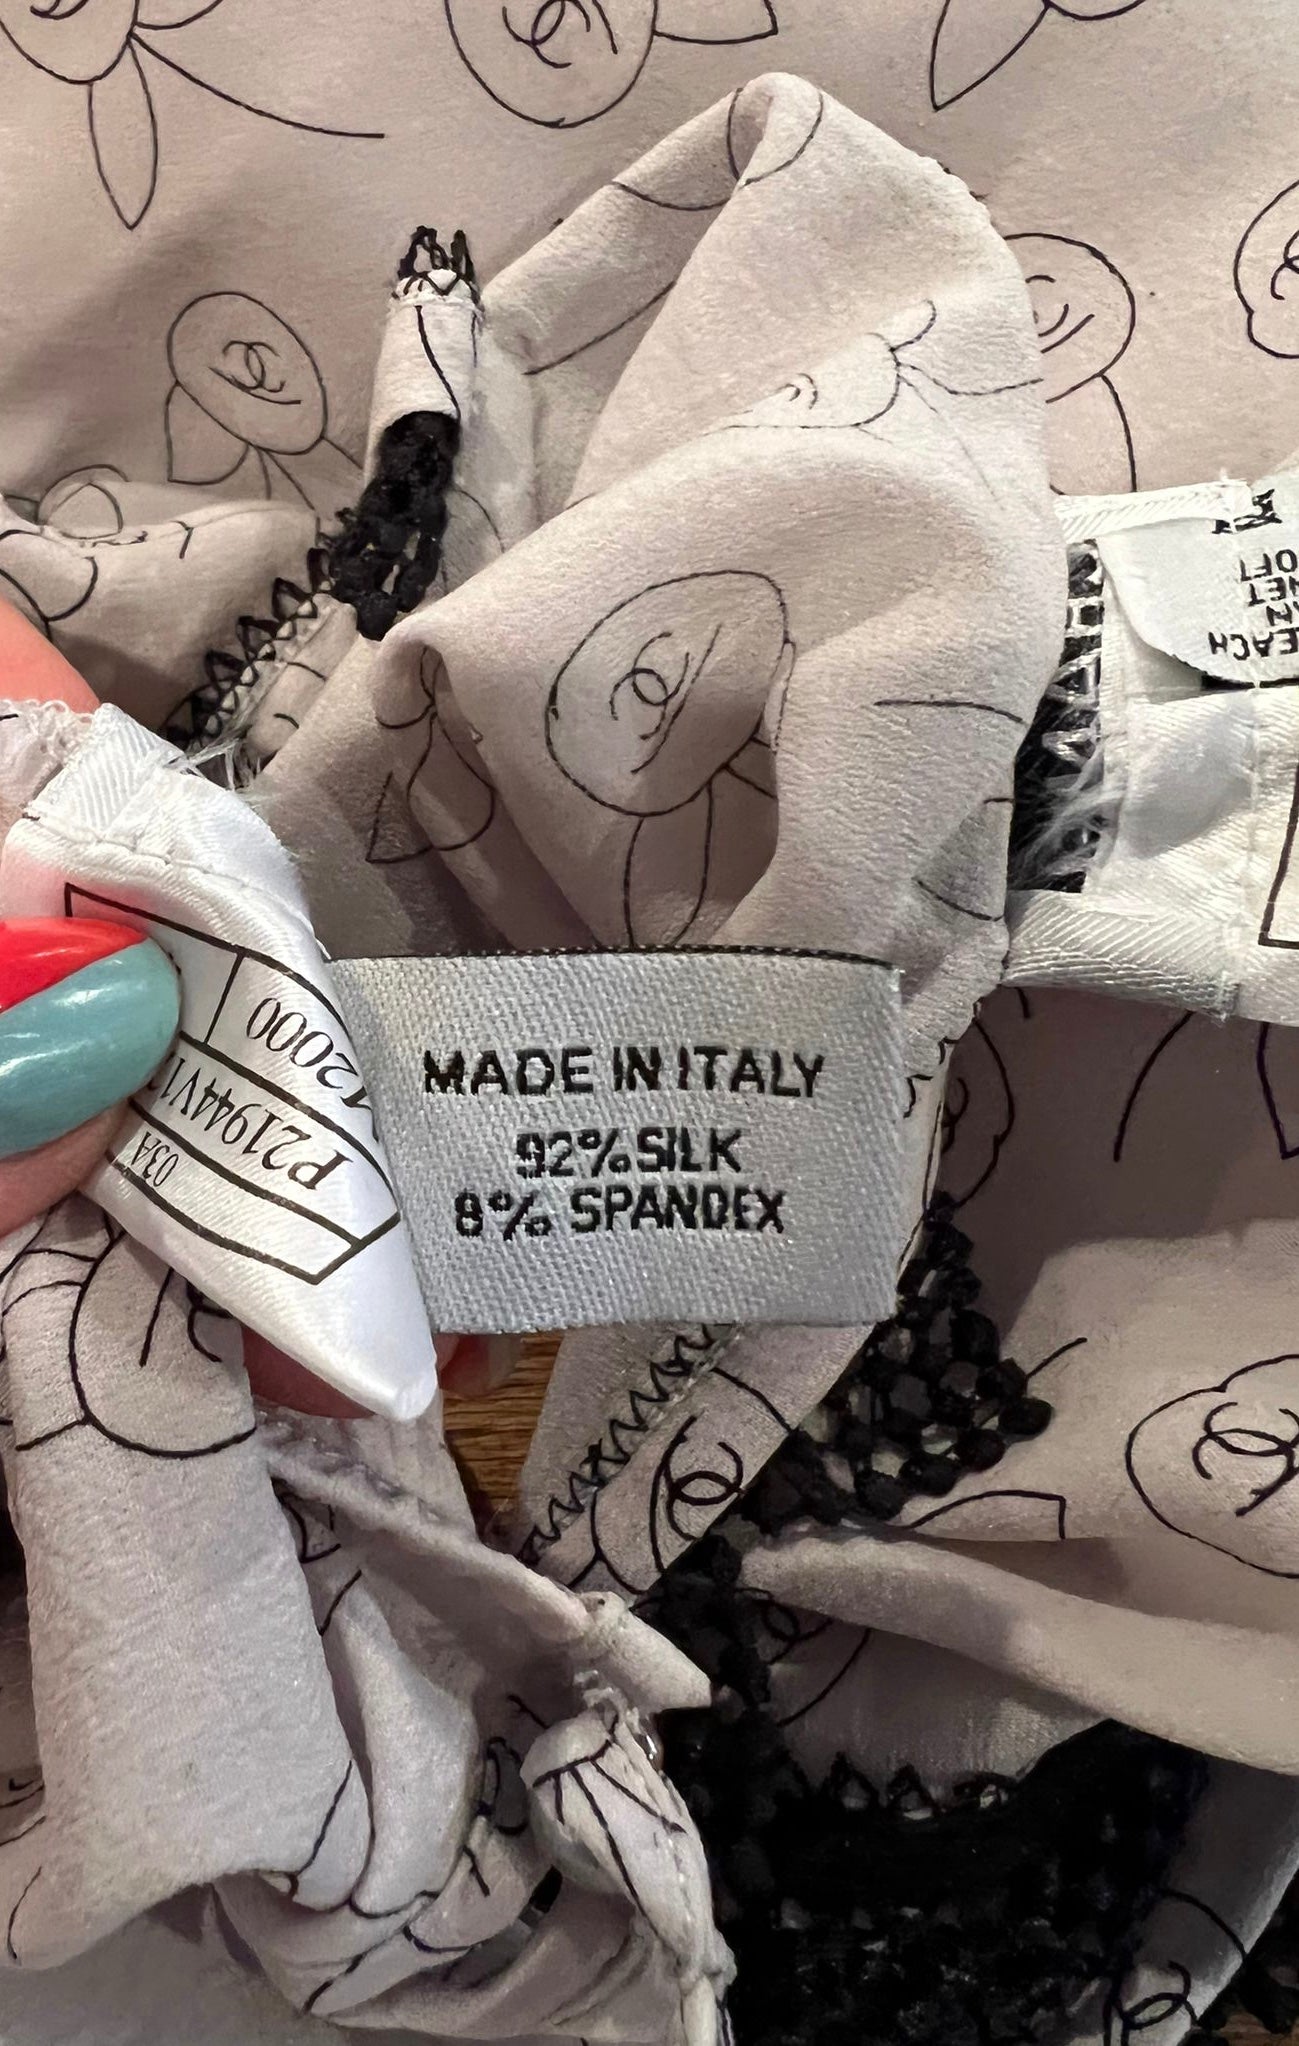 MADE IN ITALY
92% SILK
8% SPANDEX
2000
P21944V1
03A